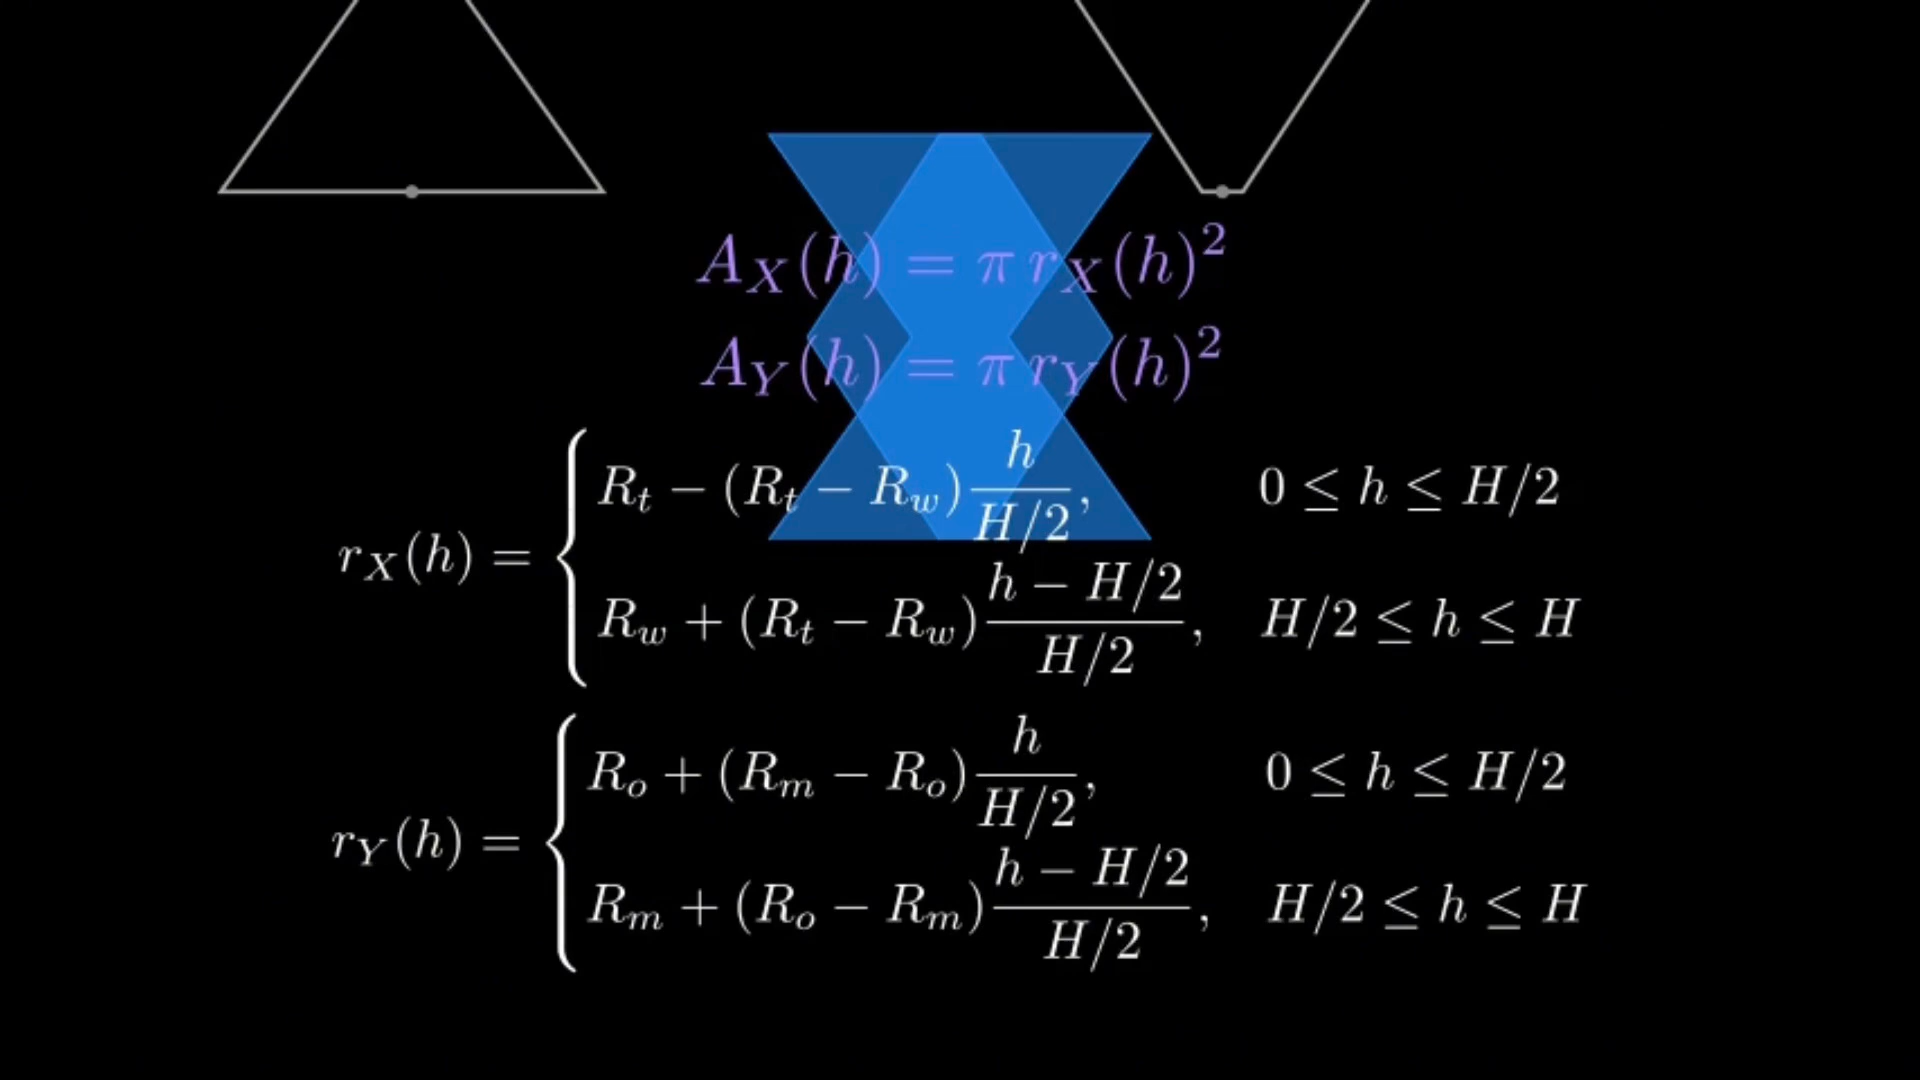 A_X(h) = π r_X(h)^2
A_Y(h) = π r_Y(h)^2
r_X(h) = { R_t − (R_t − R_w) h/(H/2), 0 ≤ h ≤ H/2
R_w + (R_t − R_w) (h − H/2)/(H/2), H/2 ≤ h ≤ H
r_Y(h) = { R_o + (R_m − R_o) h/(H/2), 0 ≤ h ≤ H/2
R_m + (R_o − R_m) (h − H/2)/(H/2), H/2 ≤ h ≤ H